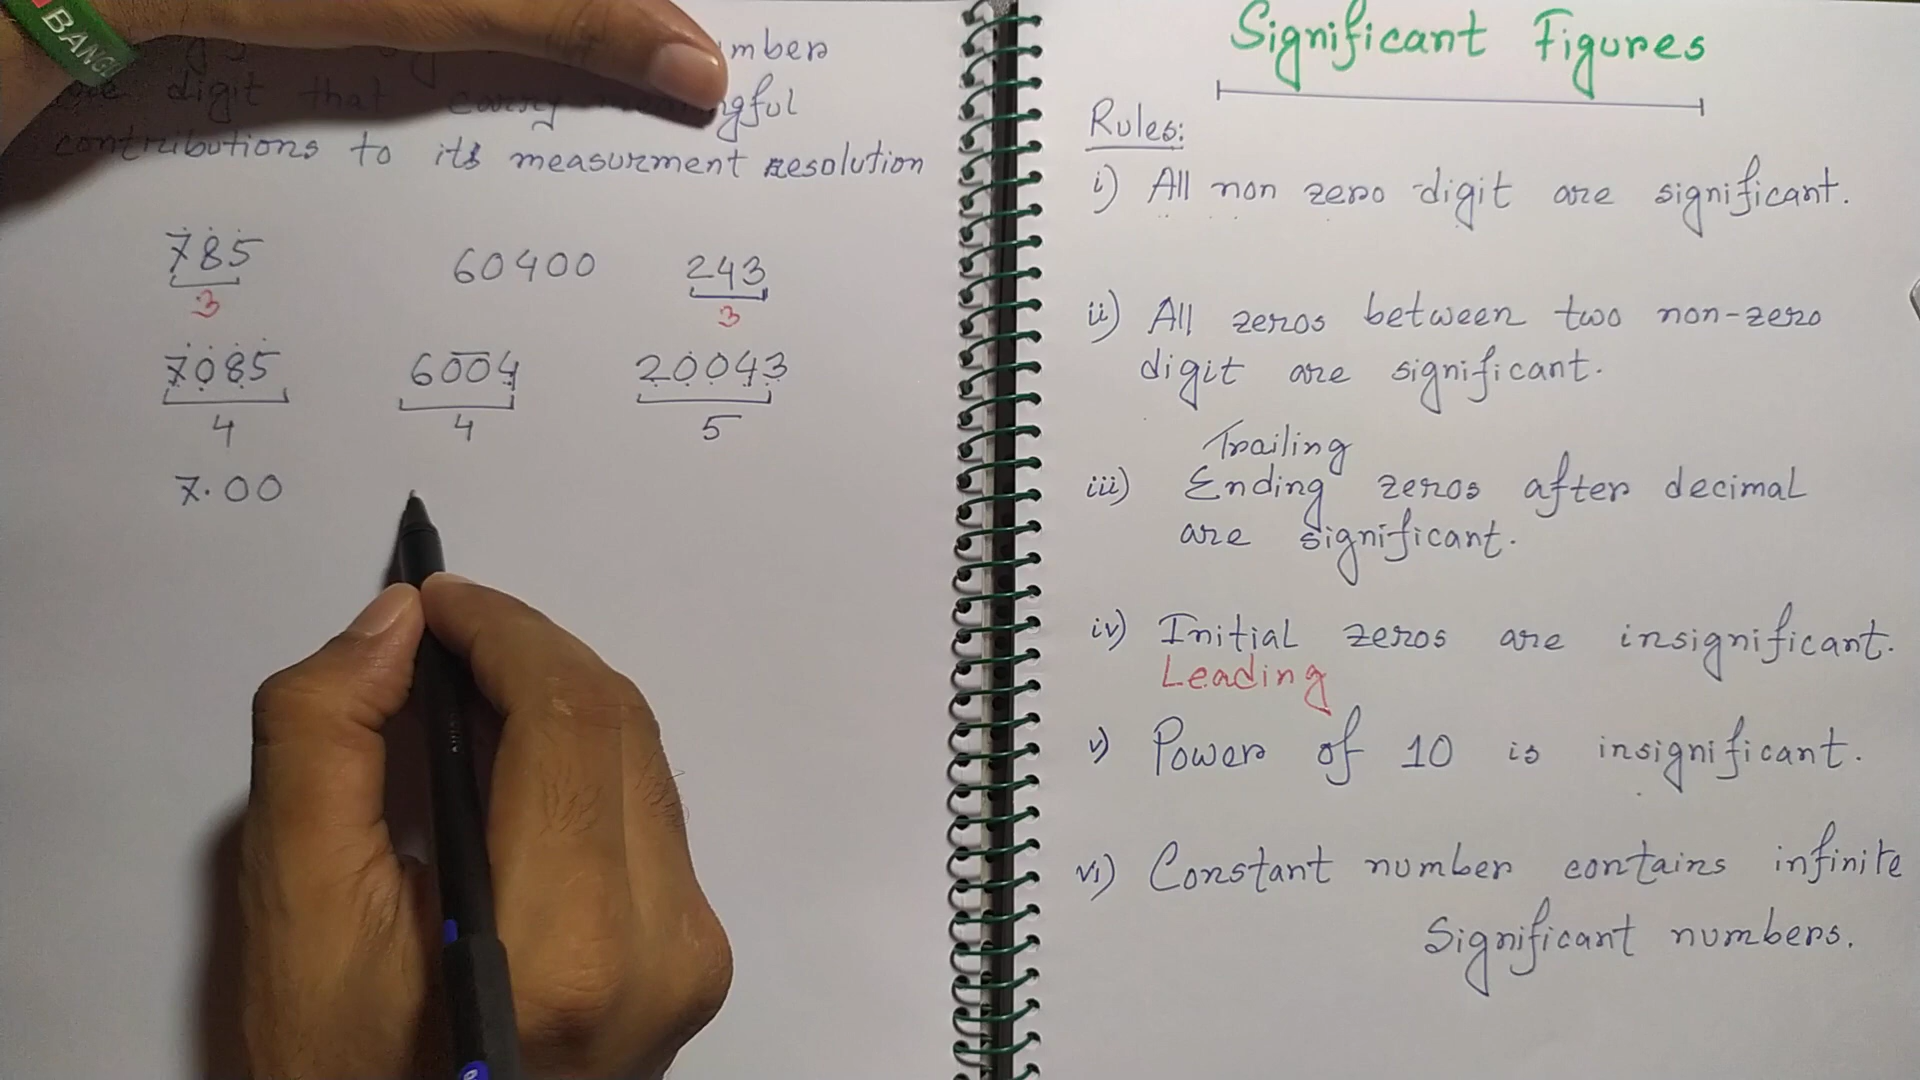 BANGL
mber
digit that carry gful
contributions to its measurment resolution
785 60400 243
3 3
7085 6004 20043
4 4 5
7.00
Significant Figures
Rules:
i) All non zero digit are significant.
ii) All zeros between two non-zero
digit are significant.
Trailing
iii) Ending zeros after decimal
are significant.
iv) Initial zeros are insignificant.
Leading
v) Power of 10 is insignificant.
vi) Constant number contains infinite
Significant numbers.